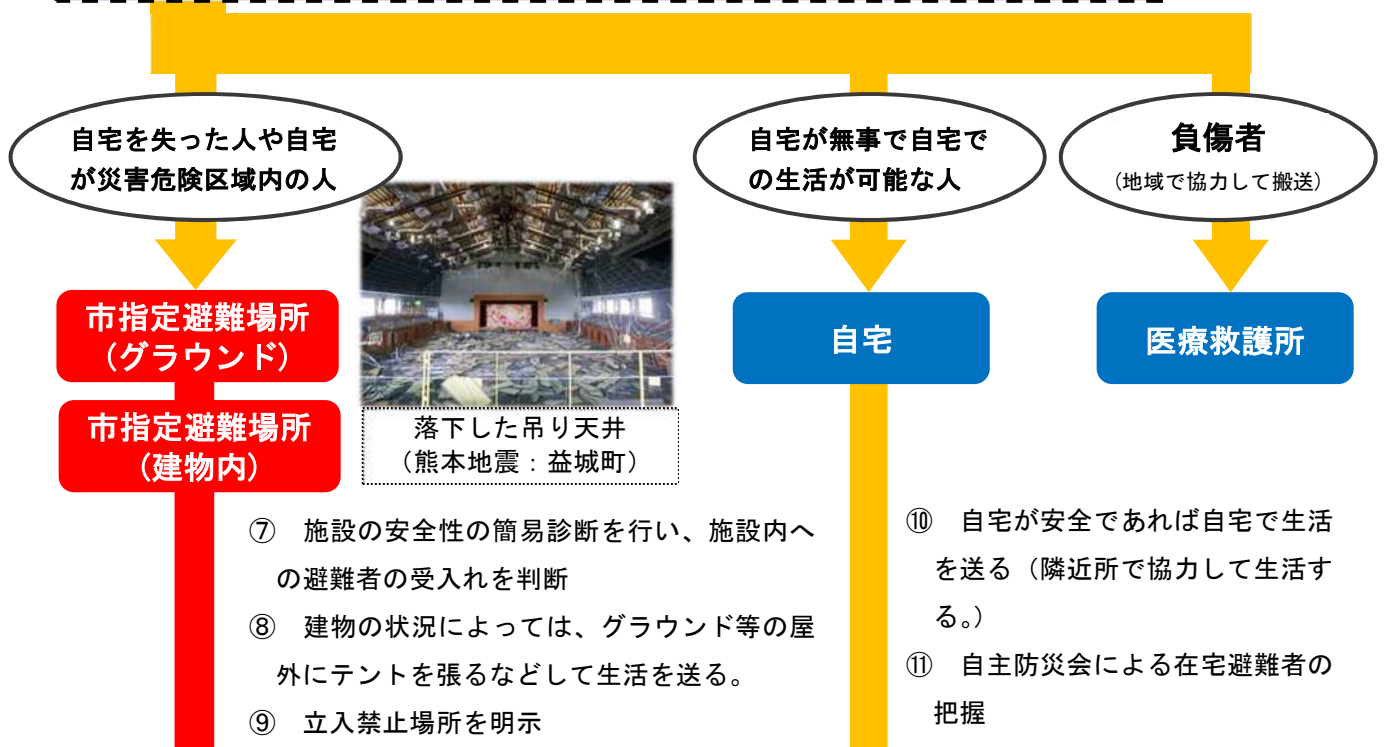 自宅を失った人や自宅
が災害危険区域内の人
自宅が無事で自宅で
の生活が可能な人
負傷者
(地域で協力して搬送)
市指定避難場所
(グラウンド)
市指定避難場所
(建物内)
落下した吊り天井
(熊本地震：益城町)
自宅
医療救護所
⑦　施設の安全性の簡易診断を行い、施設内へ
の避難者の受入れを判断
⑧　建物の状況によっては、グラウンド等の屋
外にテントを張るなどして生活を送る。
⑨　立入禁止場所を明示
⑩　自宅が安全であれば自宅で生活
を送る（隣近所で協力して生活す
る。）
⑪　自主防災会による在宅避難者の
把握